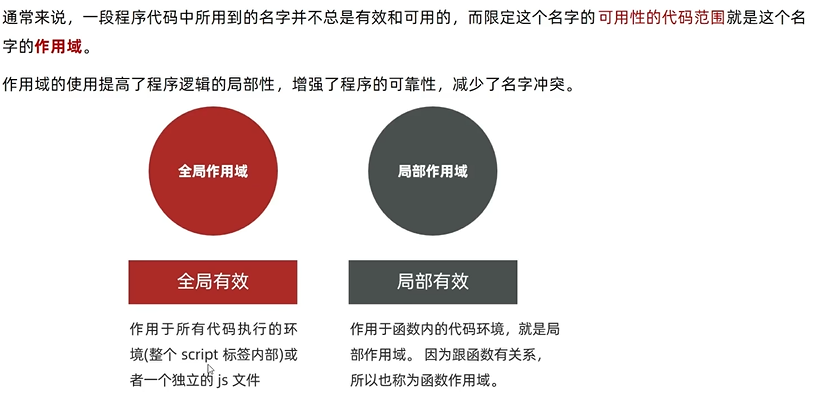 通常来说，一段程序代码中所用到的名字并不总是有效和可用的，而限定这个名字的可用性的代码范围就是这个名
字的作用域。
作用域的使用提高了程序逻辑的局部性，增强了程序的可靠性，减少了名字冲突。
全局作用域
局部作用域
全局有效
局部有效
作用于所有代码执行的环
境(整个 script 标签内部)或
者一个独立的 js 文件
作用于函数内的代码环境，就是局
部作用域。 因为跟函数有关系，
所以也称为函数作用域。